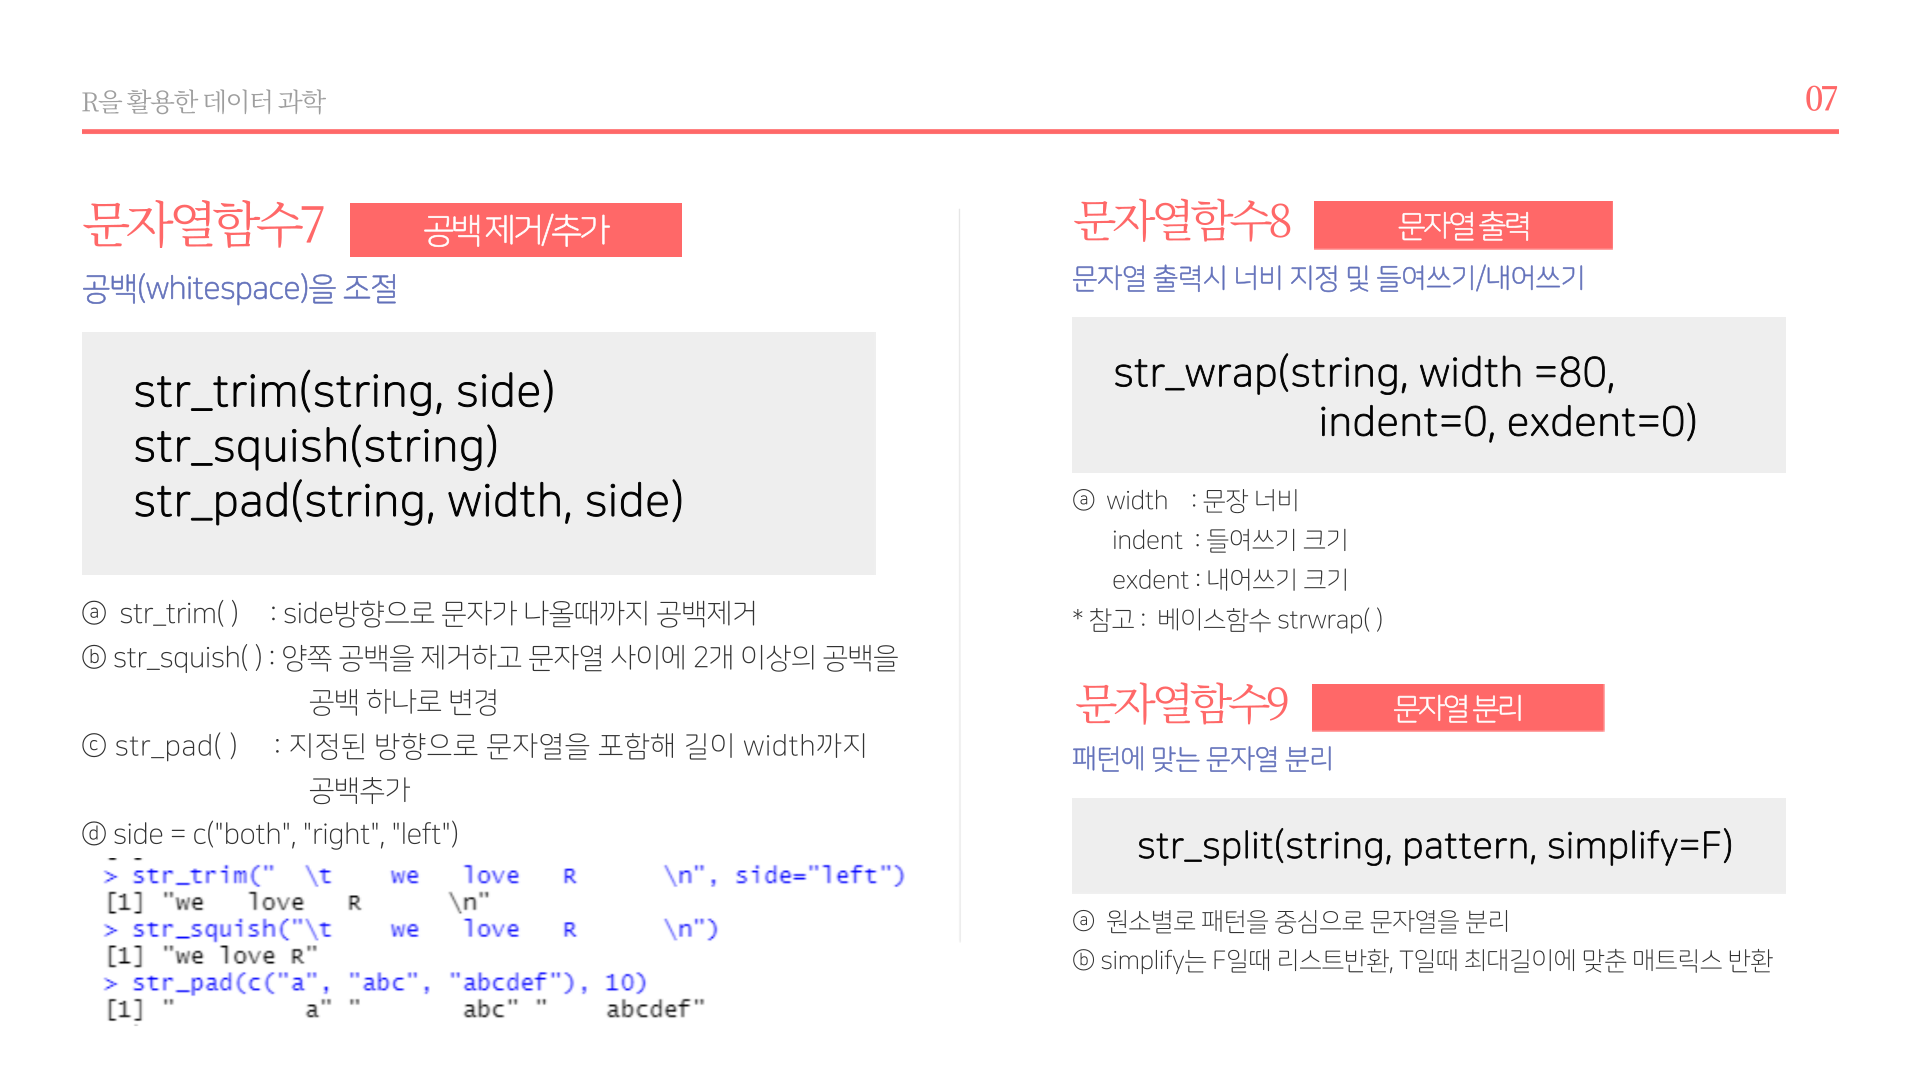 R을 활용한 데이터 과학
07
문자열함수7
공백 제거/추가
공백(whitespace)을 조절
str_trim(string, side)
str_squish(string)
str_pad(string, width, side)
ⓐ str_trim( ) : side방향으로 문자가 나올때까지 공백제거
ⓑ str_squish( ) : 양쪽 공백을 제거하고 문자열 사이에 2개 이상의 공백을
공백 하나로 변경
ⓒ str_pad( ) : 지정된 방향으로 문자열을 포함해 길이 width까지
공백추가
ⓓ side = c("both", "right", "left")
> str_trim("  \t    we   love   R      \n", side="left")
[1] "we   love   R      \n"
> str_squish("\t    we   love   R      \n")
[1] "we love R"
> str_pad(c("a", "abc", "abcdef"), 10)
[1] "         a" "       abc" "    abcdef"
문자열함수8
문자열 출력
문자열 출력시 너비 지정 및 들여쓰기/내어쓰기
str_wrap(string, width =80,
indent=0, exdent=0)
ⓐ width : 문장 너비
indent : 들여쓰기 크기
exdent : 내어쓰기 크기
* 참고 : 베이스함수 strwrap( )
문자열함수9
문자열 분리
패턴에 맞는 문자열 분리
str_split(string, pattern, simplify=F)
ⓐ 원소별로 패턴을 중심으로 문자열을 분리
ⓑ simplify는 F일때 리스트반환, T일때 최대길이에 맞춘 매트릭스 반환